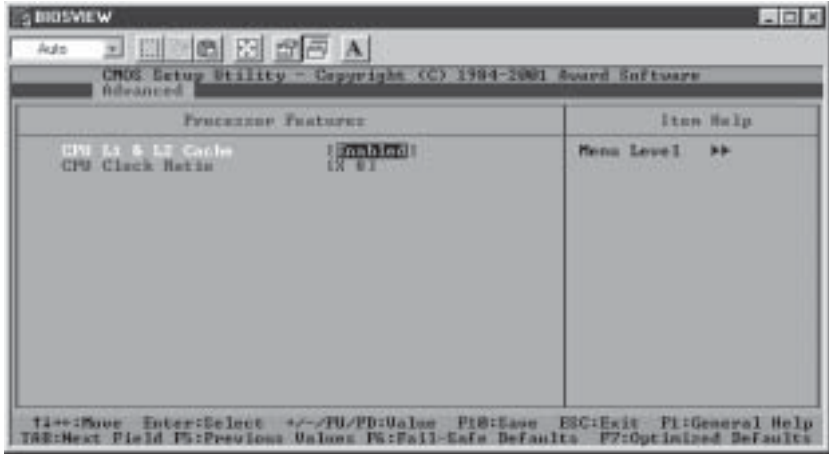 BIOSVIEW
Auto
A
CMOS Setup Utility - Copyright (C) 1984-2001 Award Software
Advanced
Processor Features
Item Help
CPU L1 & L2 Cache [Enabled]
Menu Level ►►
CPU Clock Ratio [X 8]
↑↓↔:Move Enter:Select +/-/PU/PD:Value F10:Save ESC:Exit F1:General Help
TAB:Next Field F5:Previous Values F6:Fail-Safe Defaults F7:Optimized Defaults